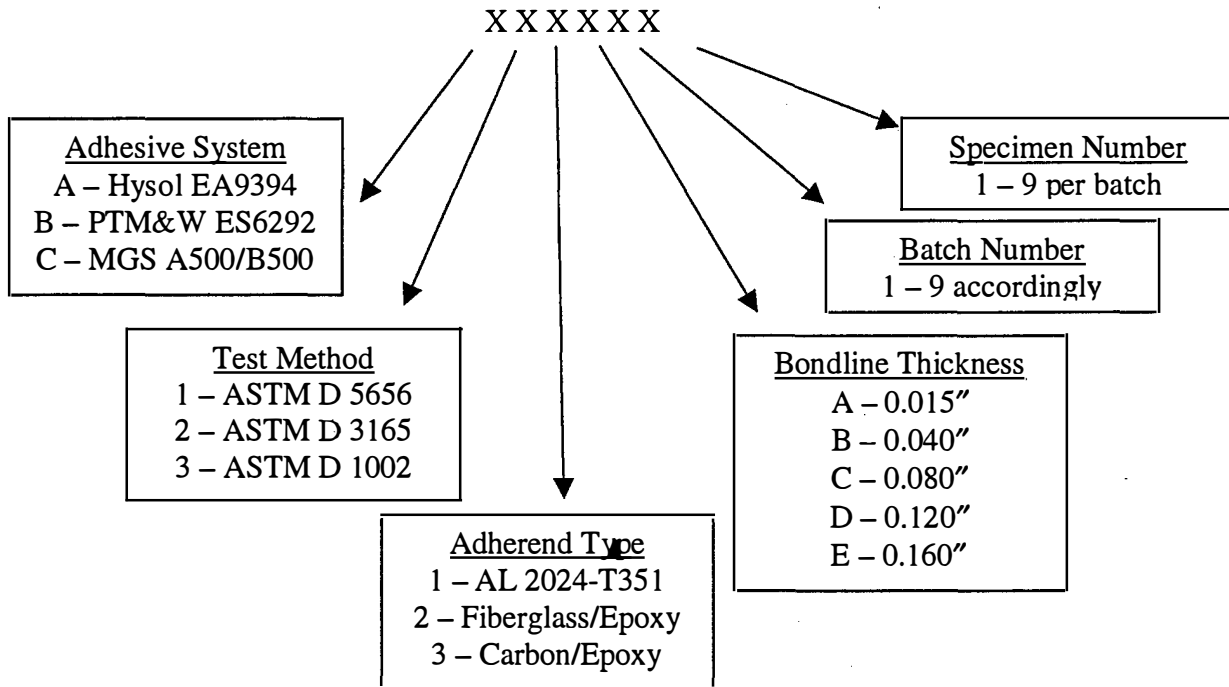 X X X X X X
Adhesive System
A – Hysol EA9394
B – PTM&W ES6292
C – MGS A500/B500
Test Method
1 – ASTM D 5656
2 – ASTM D 3165
3 – ASTM D 1002
Adherend Type
1 – AL 2024-T351
2 – Fiberglass/Epoxy
3 – Carbon/Epoxy
Bondline Thickness
A – 0.015″
B – 0.040″
C – 0.080″
D – 0.120″
E – 0.160″
Batch Number
1 – 9 accordingly
Specimen Number
1 – 9 per batch